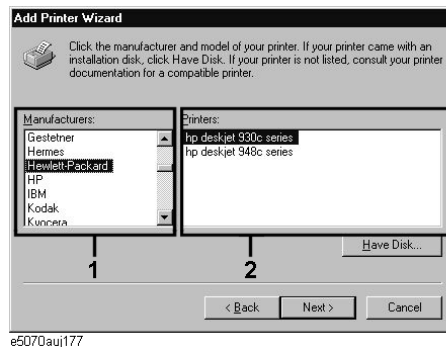 Add Printer Wizard
Click the manufacturer and model of your printer. If your printer came with an
installation disk, click Have Disk. If your printer is not listed, consult your printer
documentation for a compatible printer.
Manufacturers:
Gestetner
Hermes
Hewlett-Packard
HP
IBM
Kodak
Kyocera
Printers:
hp deskjet 930c series
hp deskjet 948c series
1
2
Have Disk...
< Back
Next >
Cancel
e5070auj177